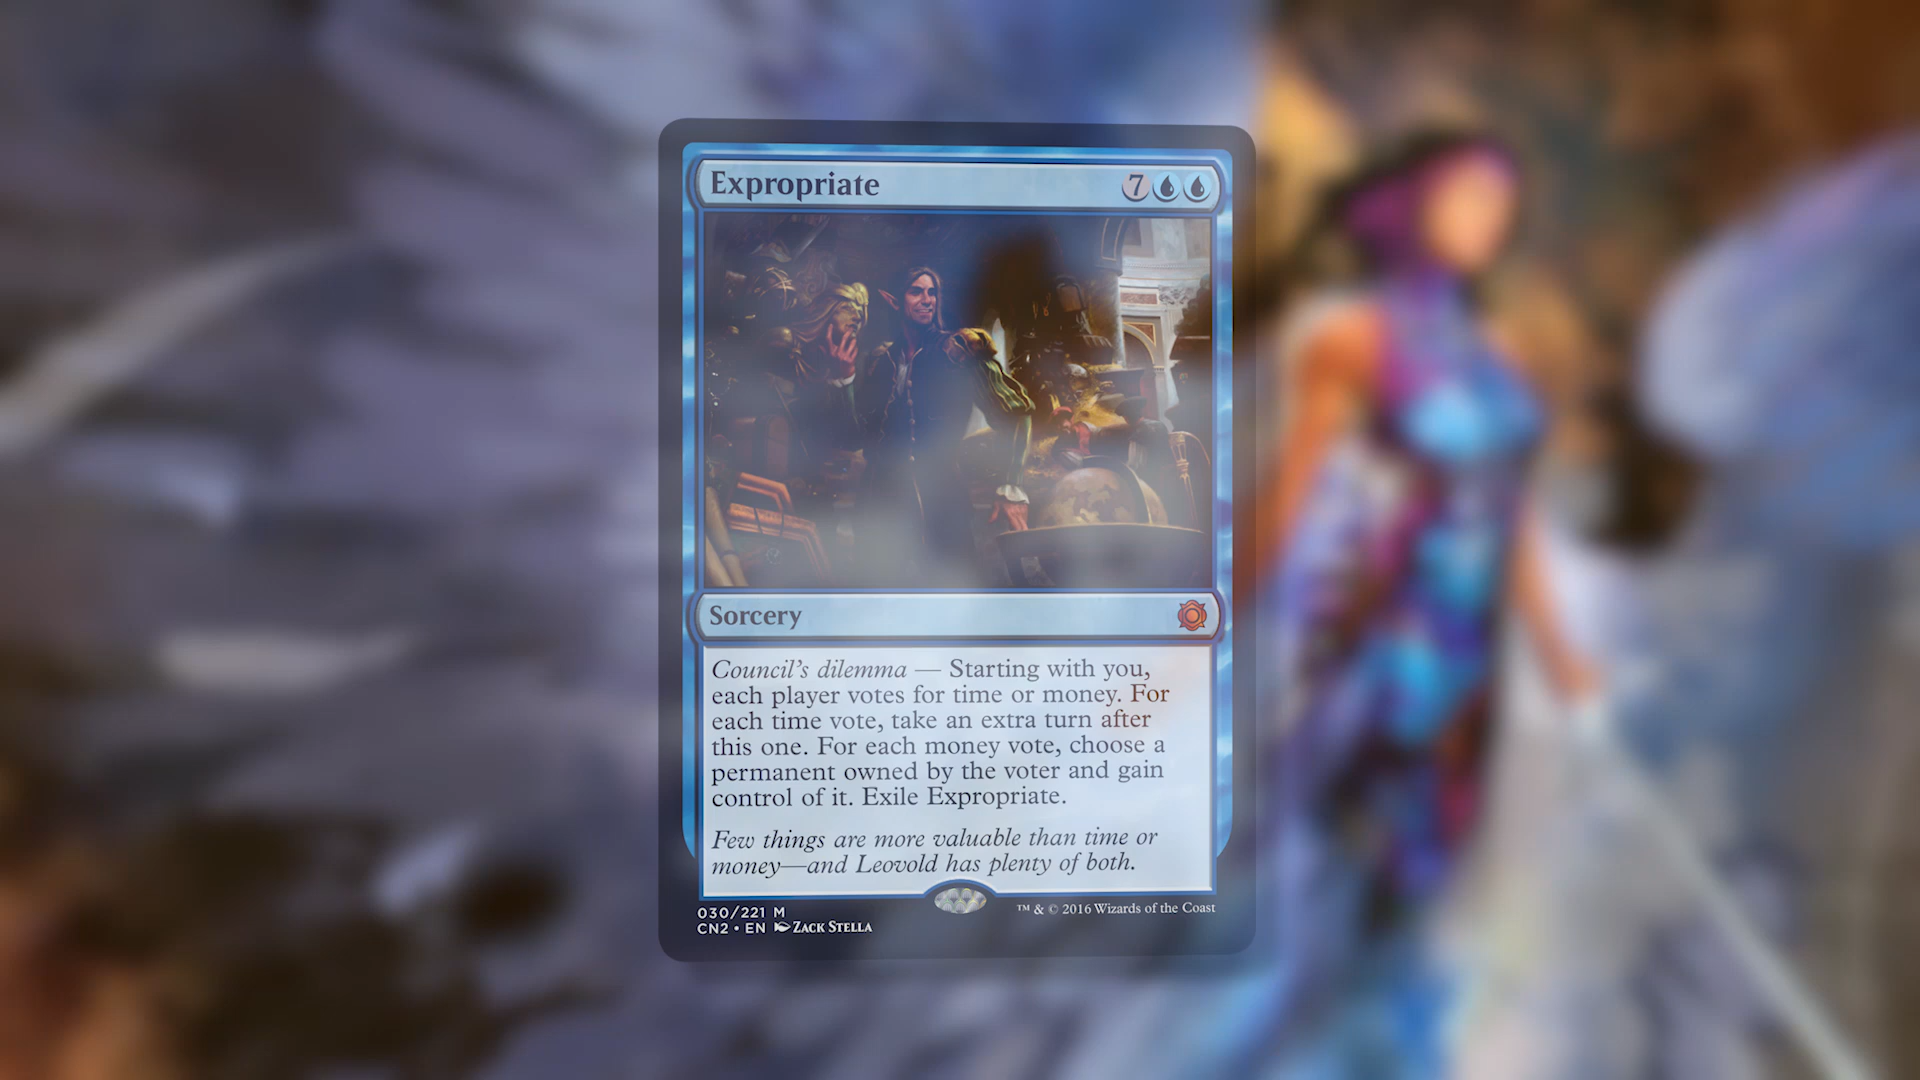 Expropriate 7
Sorcery
Council's dilemma — Starting with you,
each player votes for time or money. For
each time vote, take an extra turn after
this one. For each money vote, choose a
permanent owned by the voter and gain
control of it. Exile Expropriate.
Few things are more valuable than time or
money—and Leovold has plenty of both.
030/221 M
CN2 • EN ZACK STELLA
™ & © 2016 Wizards of the Coast